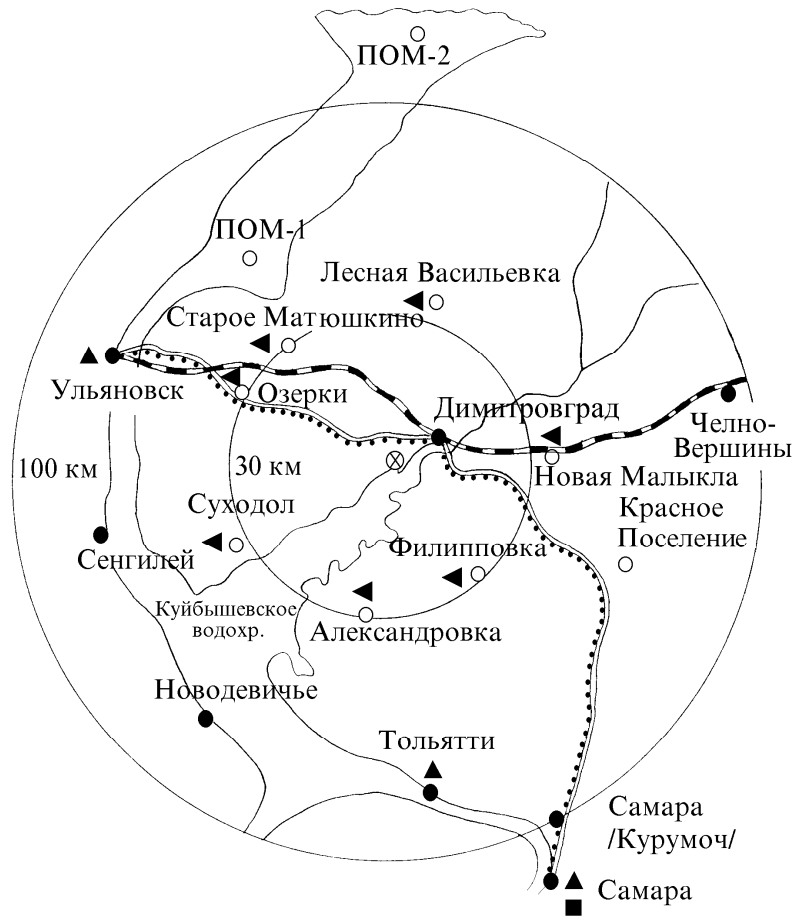 ПОМ-2
ПОМ-1
Лесная Васильевка
Старое Матюшкино
Ульяновск
Озерки
Димитровград
Челно-
Вершины
100 км
30 км
Новая Малыкла
Суходол
Красное
Поселение
Сенгилей
Филипповка
Куйбышевское
водохр.
Александровка
Новодевичье
Тольятти
Самара
/Курумоч/
Самара